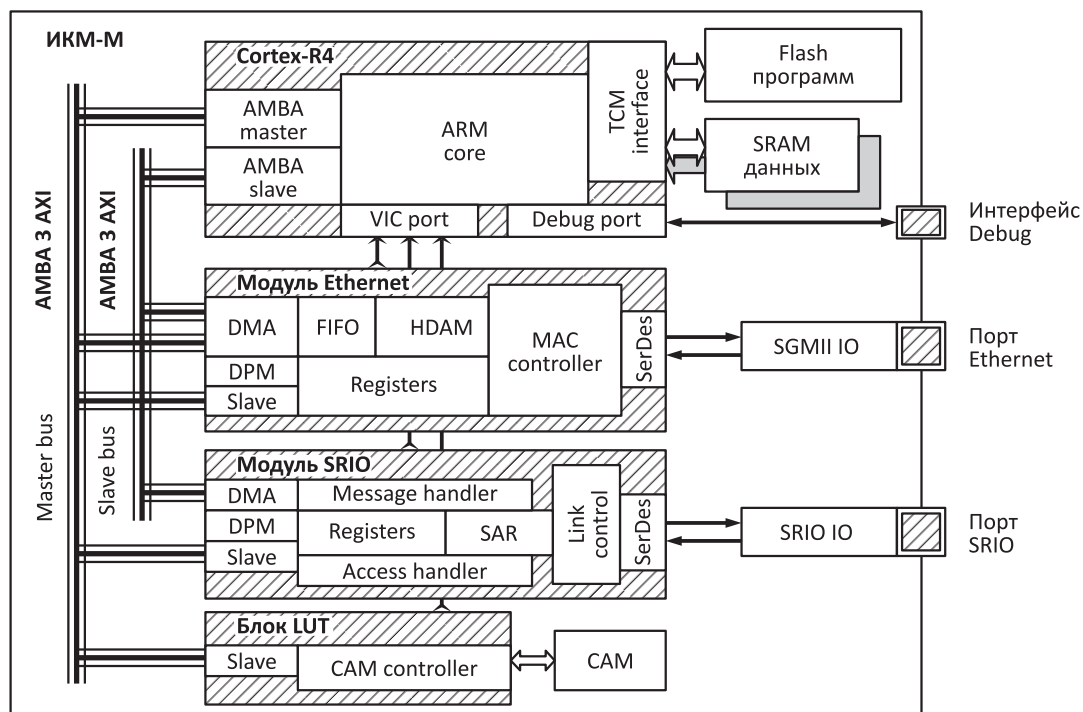 ИКМ-М
Cortex-R4
AMBA
master
AMBA
slave
ARM
core
TCM
interface
VIC port
Debug port
Flash
программ
SRAM
данных
Интерфейс
Debug
AMBA 3 AXI
AMBA 3 AXI
Master bus
Slave bus
Модуль Ethernet
DMA
FIFO
HDAM
DPM
Slave
Registers
MAC
controller
SerDes
SGMII IO
Порт
Ethernet
Модуль SRIO
DMA
DPM
Slave
Message handler
Registers
SAR
Access handler
Link
control
SerDes
SRIO IO
Порт
SRIO
Блок LUT
Slave
CAM controller
CAM